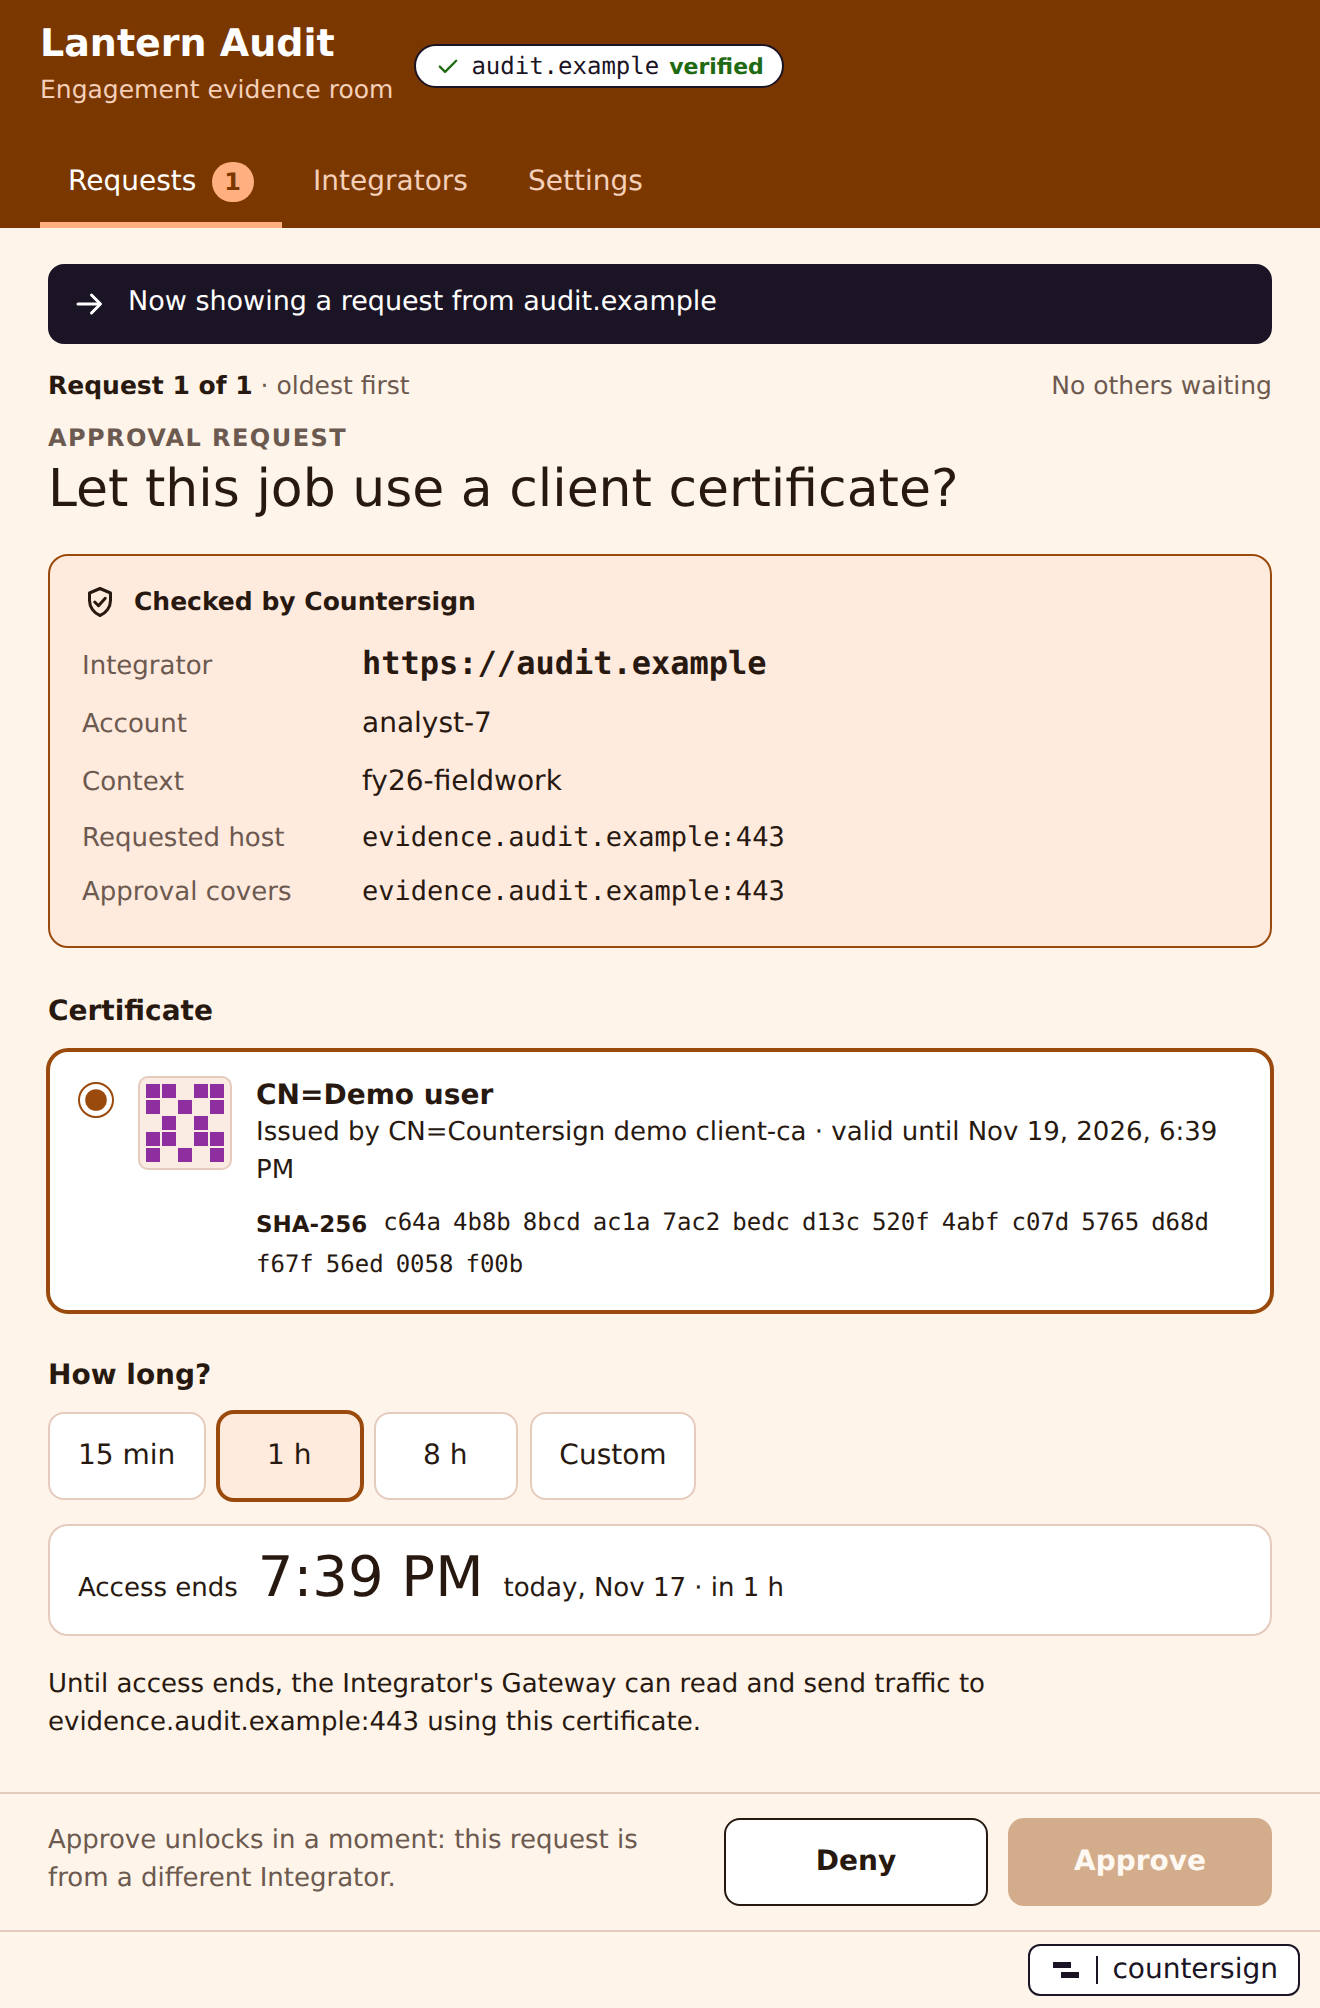 Lantern Audit
Engagement evidence room
audit.example verified
Requests 1
Integrators
Settings
Now showing a request from audit.example
Request 1 of 1 · oldest first
No others waiting
APPROVAL REQUEST
Let this job use a client certificate?
Checked by Countersign
Integrator https://audit.example
Account analyst-7
Context fy26-fieldwork
Requested host evidence.audit.example:443
Approval covers evidence.audit.example:443
Certificate
CN=Demo user
Issued by CN=Countersign demo client-ca · valid until Nov 19, 2026, 6:39
PM
SHA-256 c64a 4b8b 8bcd ac1a 7ac2 bedc d13c 520f 4abf c07d 5765 d68d
f67f 56ed 0058 f00b
How long?
15 min
1 h
8 h
Custom
Access ends 7:39 PM today, Nov 17 · in 1 h
Until access ends, the Integrator's Gateway can read and send traffic to
evidence.audit.example:443 using this certificate.
Approve unlocks in a moment: this request is
from a different Integrator.
Deny
Approve
countersign